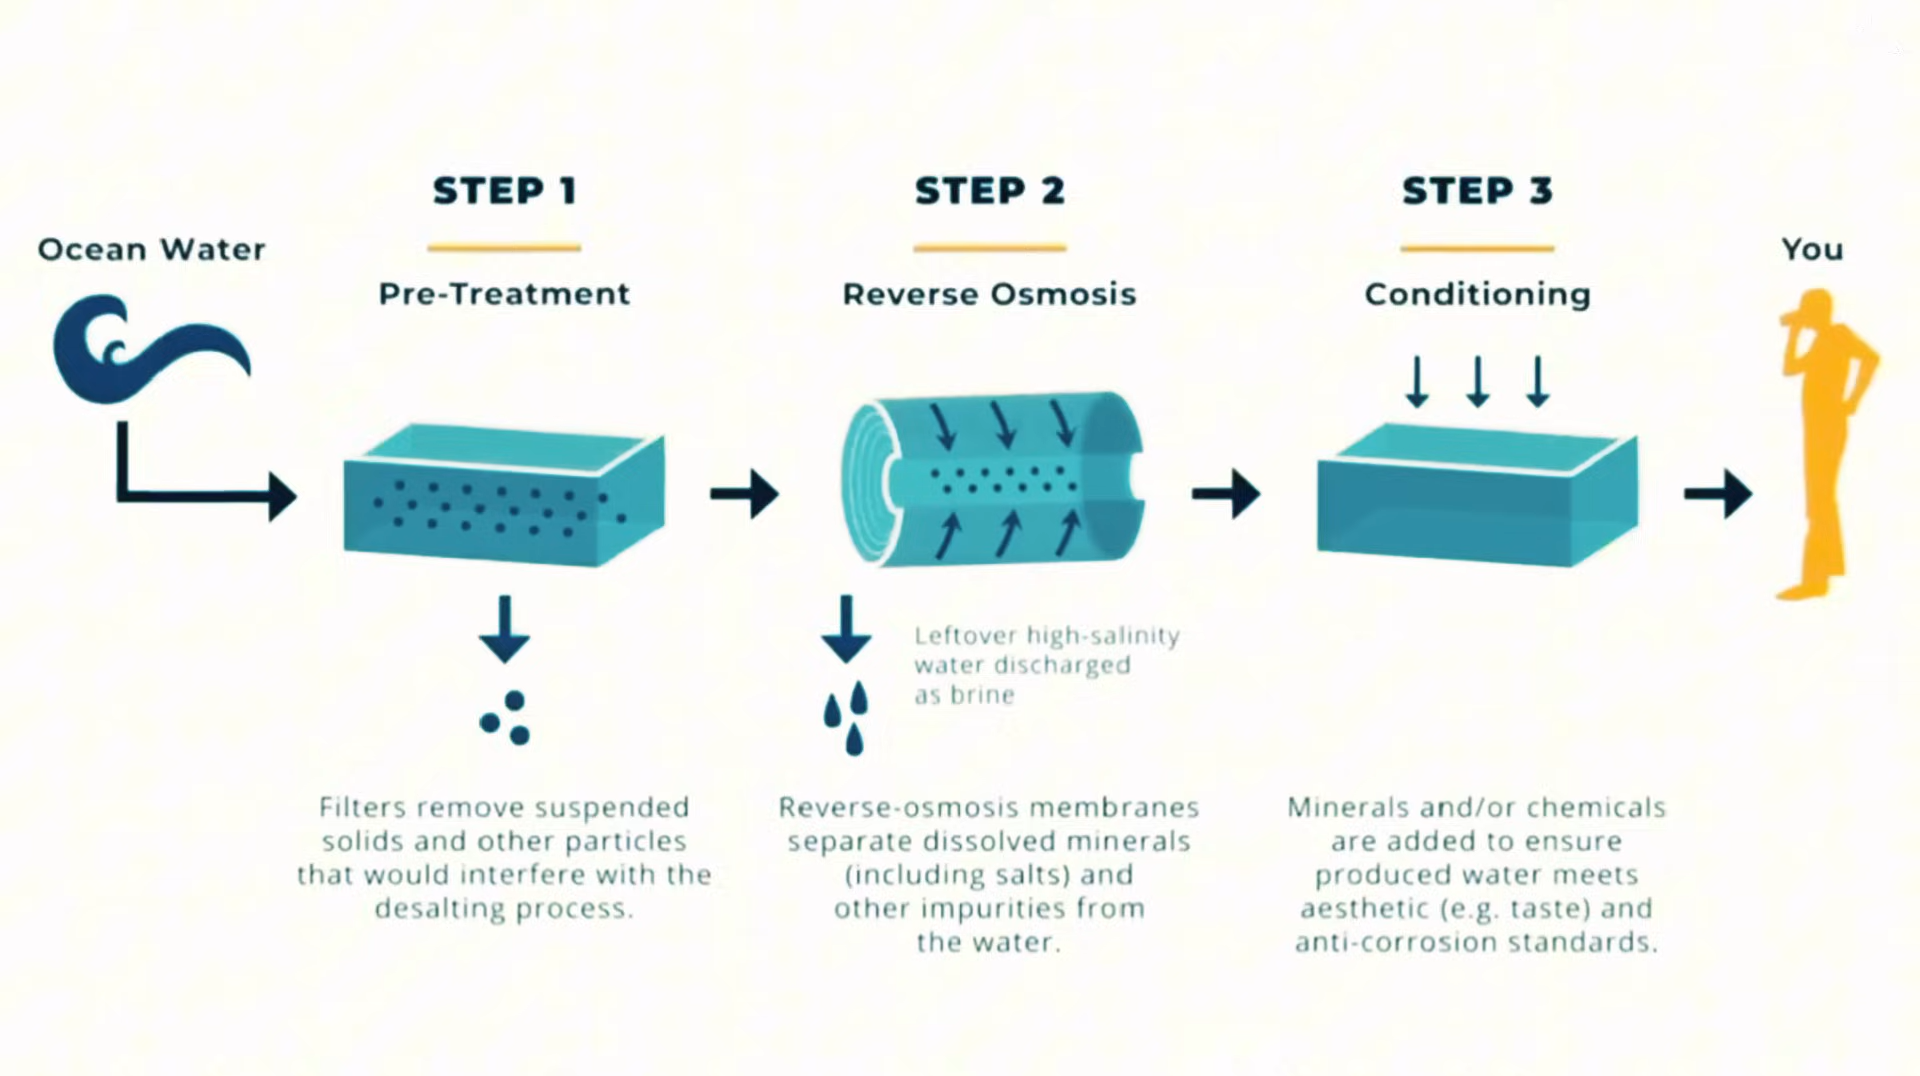 Ocean Water
STEP 1
Pre-Treatment
Filters remove suspended
solids and other particles
that would interfere with the
desalting process.
STEP 2
Reverse Osmosis
Leftover high-salinity
water discharged
as brine
Reverse-osmosis membranes
separate dissolved minerals
(including salts) and
other impurities from
the water.
STEP 3
Conditioning
Minerals and/or chemicals
are added to ensure
produced water meets
aesthetic (e.g. taste) and
anti-corrosion standards.
You